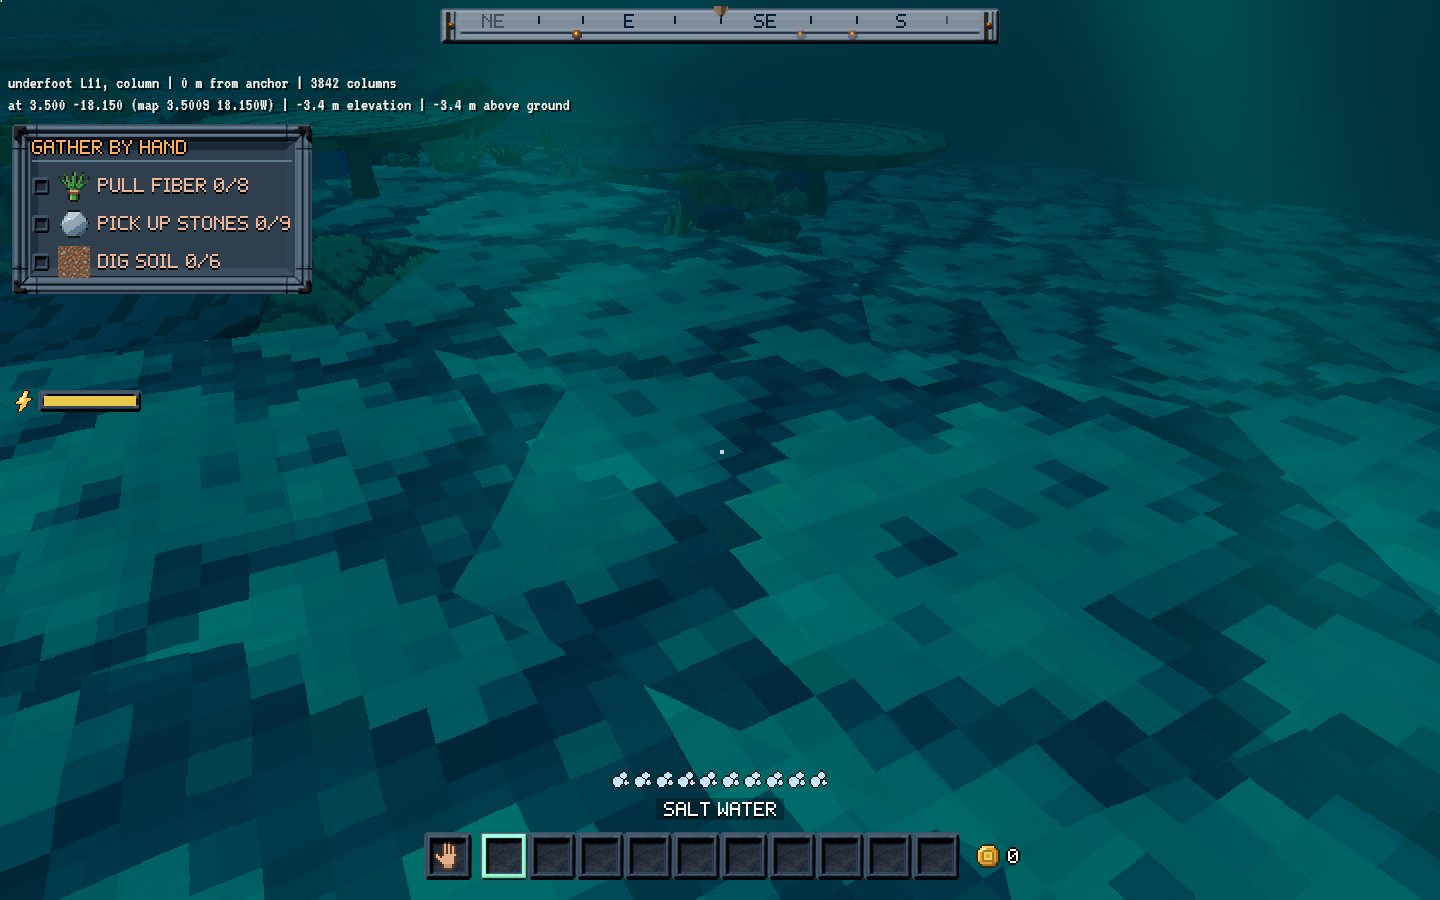 NE E SE S
underfoot L11, column | 0 m from anchor | 3842 columns
at 3.500 -18.150 (map 3.500S 18.150W) | -3.4 m elevation | -3.4 m above ground
GATHER BY HAND
PULL FIBER 0/8
PICK UP STONES 0/9
DIG SOIL 0/6
SALT WATER
0